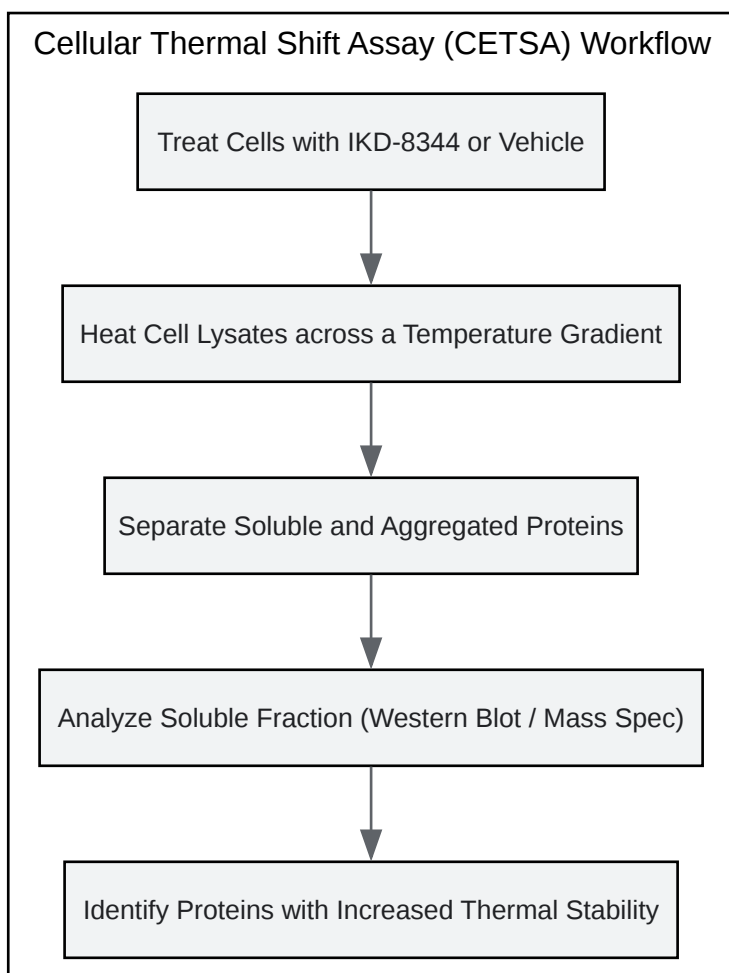 Cellular Thermal Shift Assay (CETSA) Workflow
Treat Cells with IKD-8344 or Vehicle
Heat Cell Lysates across a Temperature Gradient
Separate Soluble and Aggregated Proteins
Analyze Soluble Fraction (Western Blot / Mass Spec)
Identify Proteins with Increased Thermal Stability